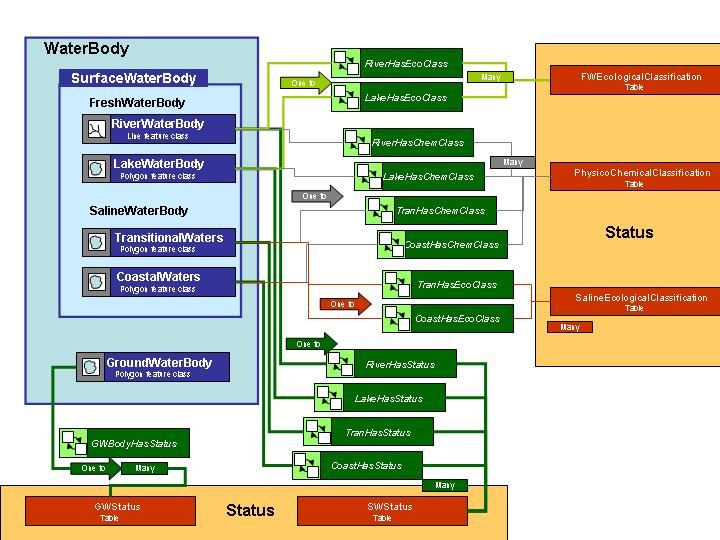 WaterBody
SurfaceWaterBody
FreshWaterBody
RiverWaterBody
Line feature class
LakeWaterBody
Polygon feature class
SalineWaterBody
TransitionalWaters
Polygon feature class
CoastalWaters
Polygon feature class
GroundWaterBody
Polygon feature class
RiverHasEcoClass
One to
Many
LakeHasEcoClass
RiverHasChemClass
Many
LakeHasChemClass
One to
TranHasChemClass
CoastHasChemClass
TranHasEcoClass
One to
CoastHasEcoClass
Many
One to
RiverHasStatus
LakeHasStatus
TranHasStatus
CoastHasStatus
Many
FWEcologicalClassification
Table
PhysicoChemicalClassification
Table
Status
SalineEcologicalClassification
Table
GWBodyHasStatus
One to
Many
GWStatus
Table
Status
SWStatus
Table